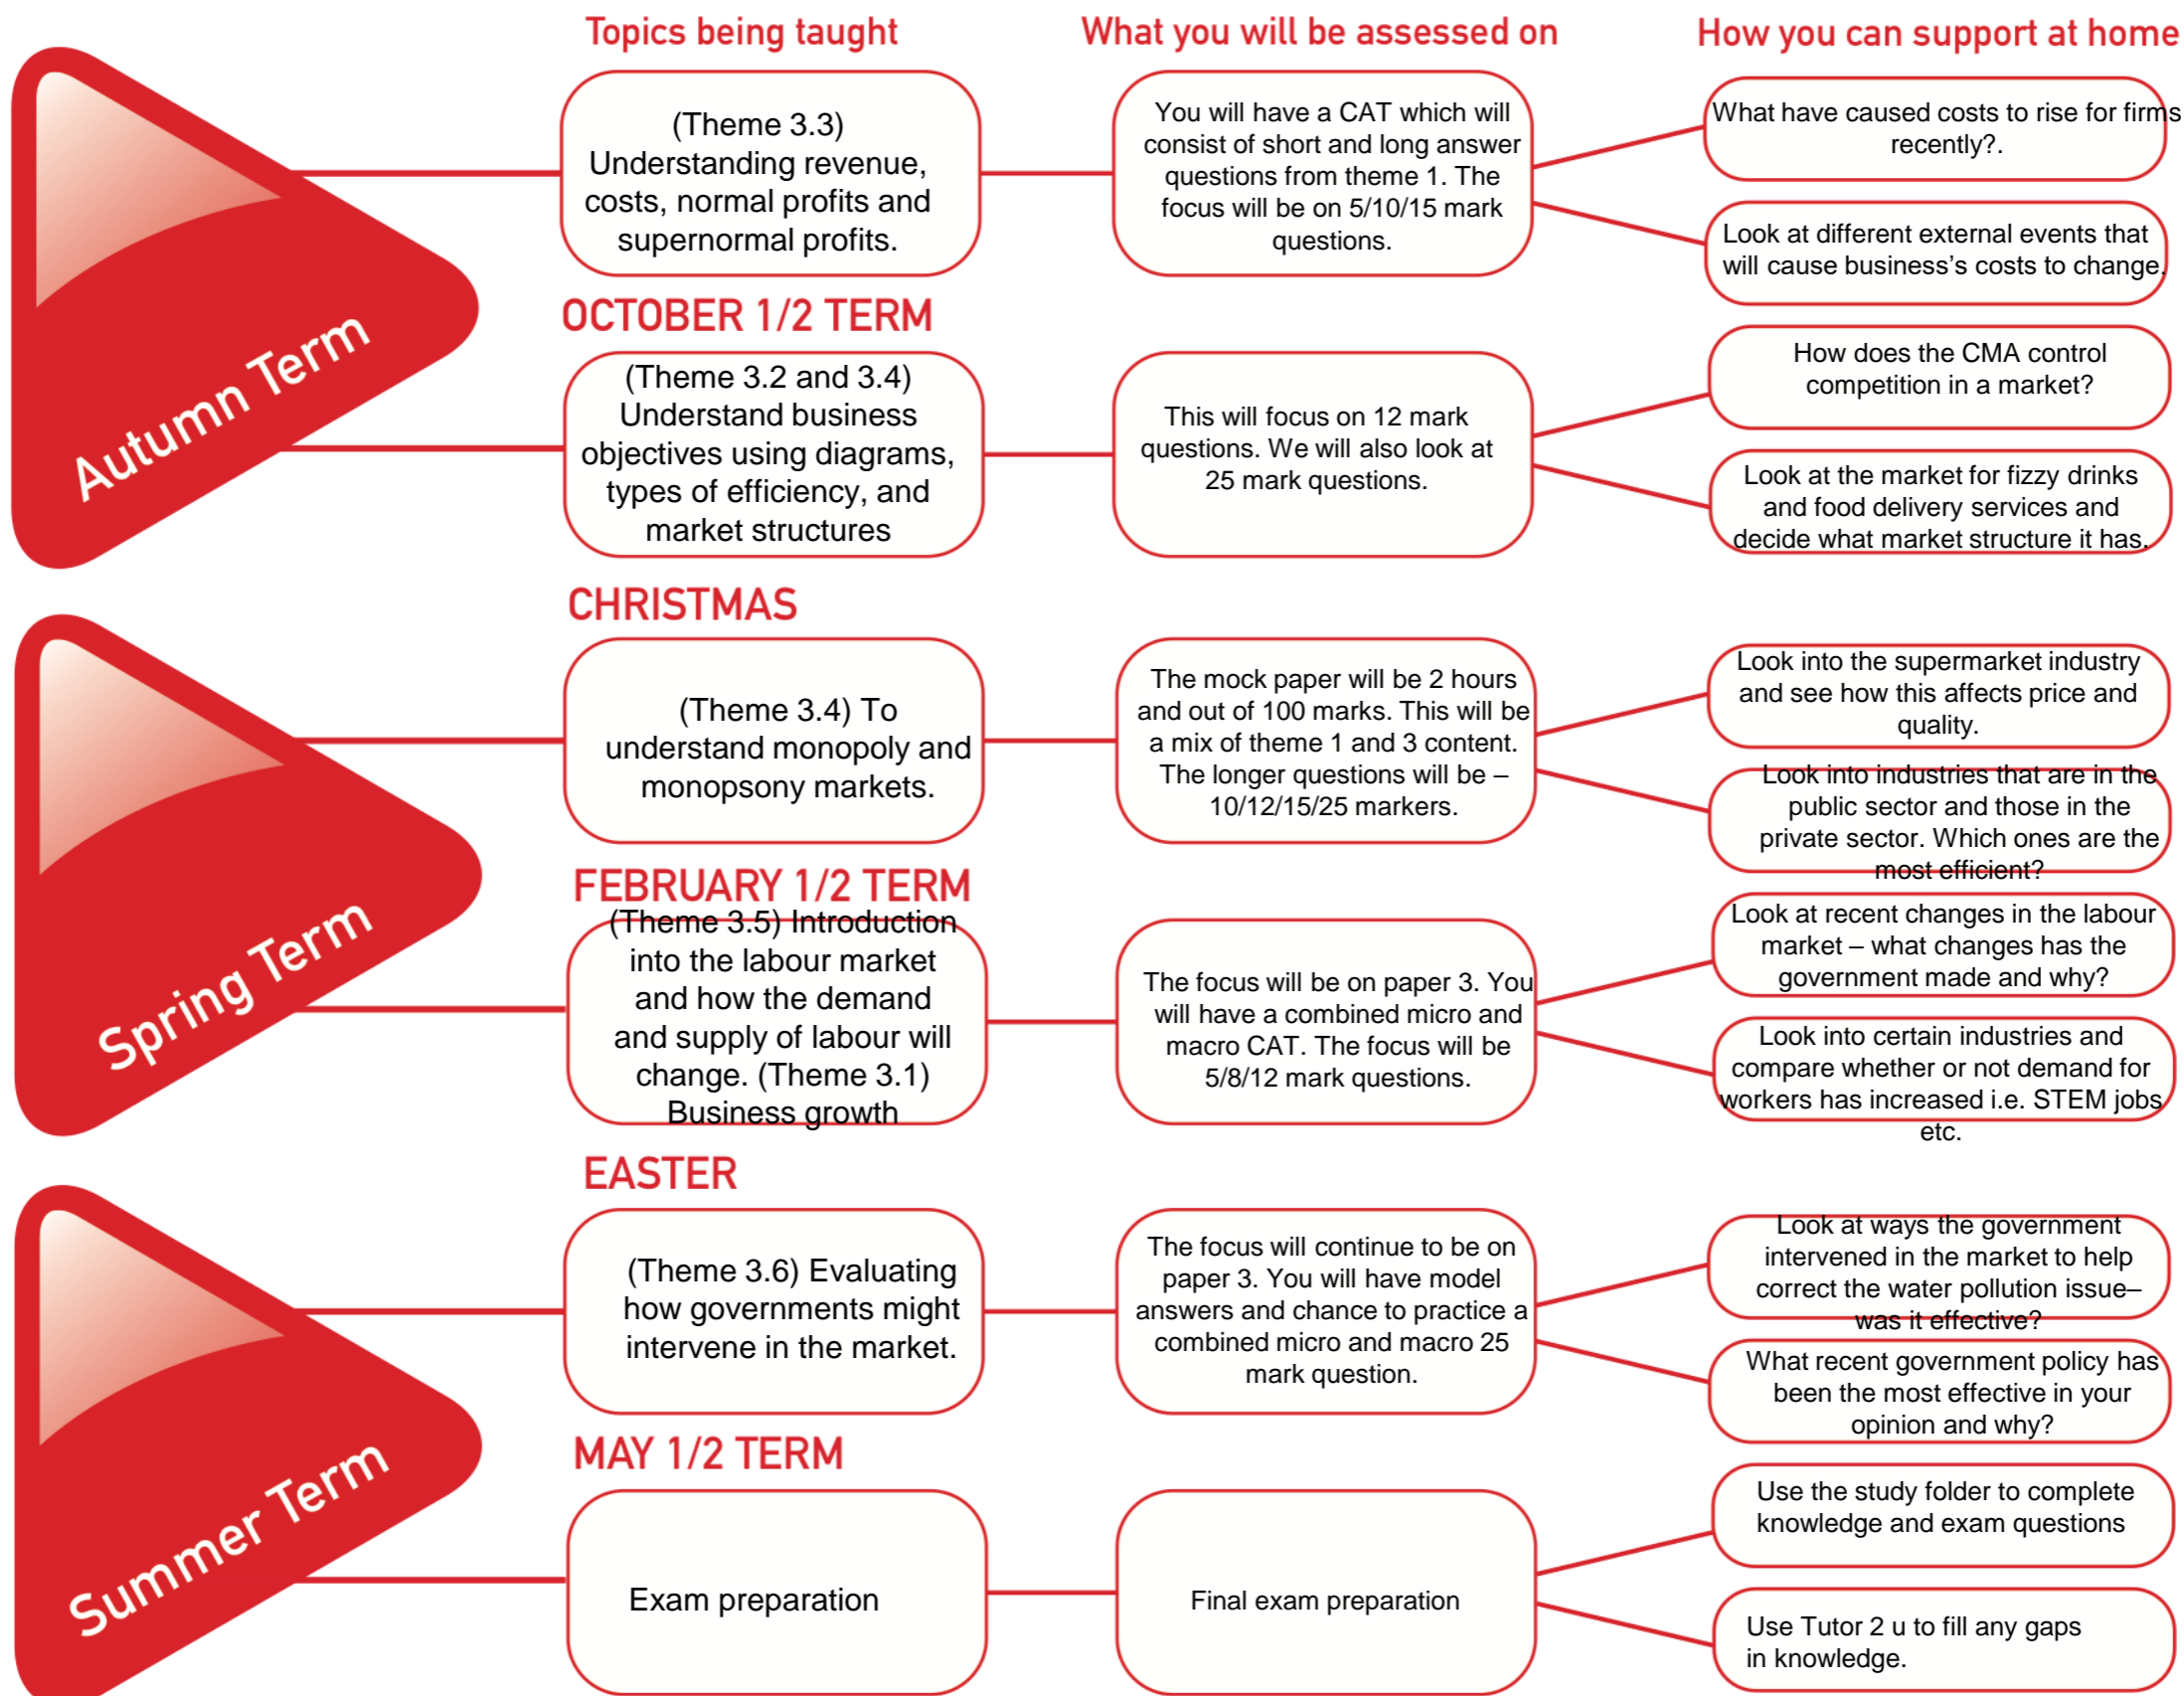 Topics being taught
What you will be assessed on
How you can support at home
Autumn Term
(Theme 3.3)
Understanding revenue,
costs, normal profits and
supernormal profits.
You will have a CAT which will
consist of short and long answer
questions from theme 1. The
focus will be on 5/10/15 mark
questions.
What have caused costs to rise for firms
recently?.
Look at different external events that
will cause business’s costs to change.
OCTOBER 1/2 TERM
(Theme 3.2 and 3.4)
Understand business
objectives using diagrams,
types of efficiency, and
market structures
This will focus on 12 mark
questions. We will also look at
25 mark questions.
How does the CMA control
competition in a market?
Look at the market for fizzy drinks
and food delivery services and
decide what market structure it has.
CHRISTMAS
Spring Term
(Theme 3.4) To
understand monopoly and
monopsony markets.
The mock paper will be 2 hours
and out of 100 marks. This will be
a mix of theme 1 and 3 content.
The longer questions will be –
10/12/15/25 markers.
Look into the supermarket industry
and see how this affects price and
quality.
Look into industries that are in the
public sector and those in the
private sector. Which ones are the
most efficient?
FEBRUARY 1/2 TERM
(Theme 3.5) Introduction
into the labour market
and how the demand
and supply of labour will
change. (Theme 3.1)
Business growth
The focus will be on paper 3. You
will have a combined micro and
macro CAT. The focus will be
5/8/12 mark questions.
Look at recent changes in the labour
market – what changes has the
government made and why?
Look into certain industries and
compare whether or not demand for
workers has increased i.e. STEM jobs
etc.
EASTER
Summer Term
(Theme 3.6) Evaluating
how governments might
intervene in the market.
The focus will continue to be on
paper 3. You will have model
answers and chance to practice a
combined micro and macro 25
mark question.
Look at ways the government
intervened in the market to help
correct the water pollution issue–
was it effective?
What recent government policy has
been the most effective in your
opinion and why?
MAY 1/2 TERM
Exam preparation
Final exam preparation
Use the study folder to complete
knowledge and exam questions
Use Tutor 2 u to fill any gaps
in knowledge.